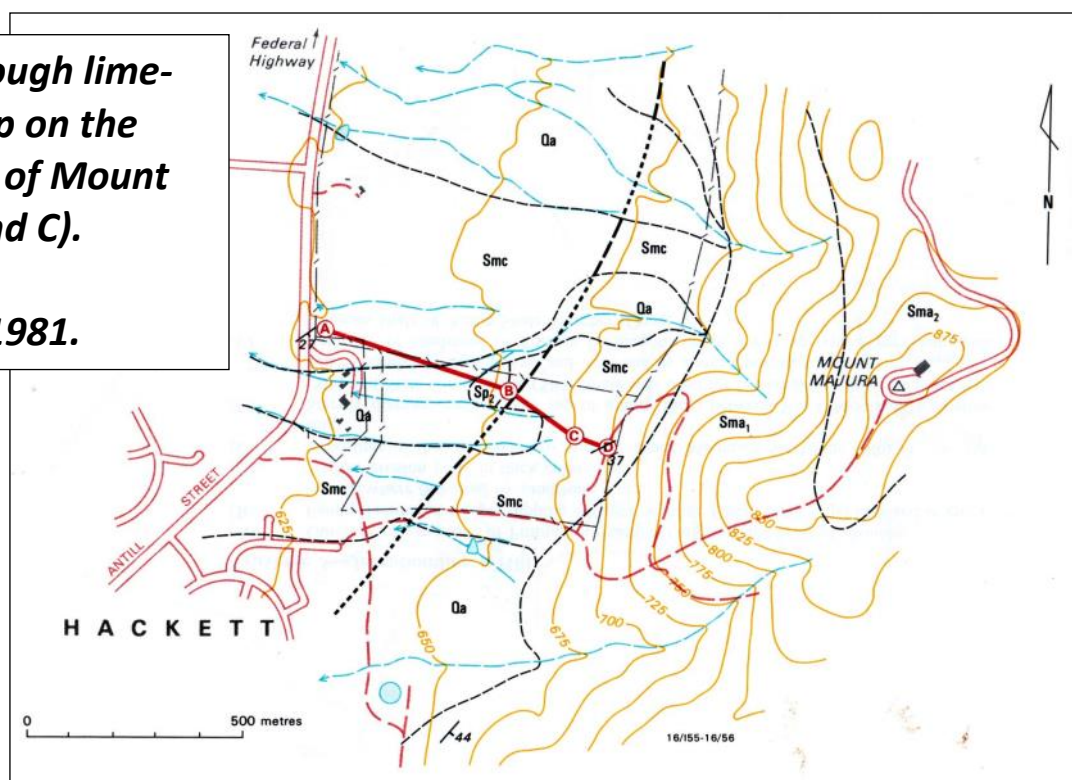 ough lime-
p on the
of Mount
nd C).
1981.
Federal
Highway
Qa
N
Smc
Smc
Qa
Sma₂
875
A
27
MOUNT
MAJURA
Smc
B
Sp₂
Qa
Sma₁
C
D
37
Smc
Smc
STREET
625
ANTILL
850
825
800
775
750
725
700
675
650
Qa
HACKETT
0
500 metres
44
16/I55-16/56